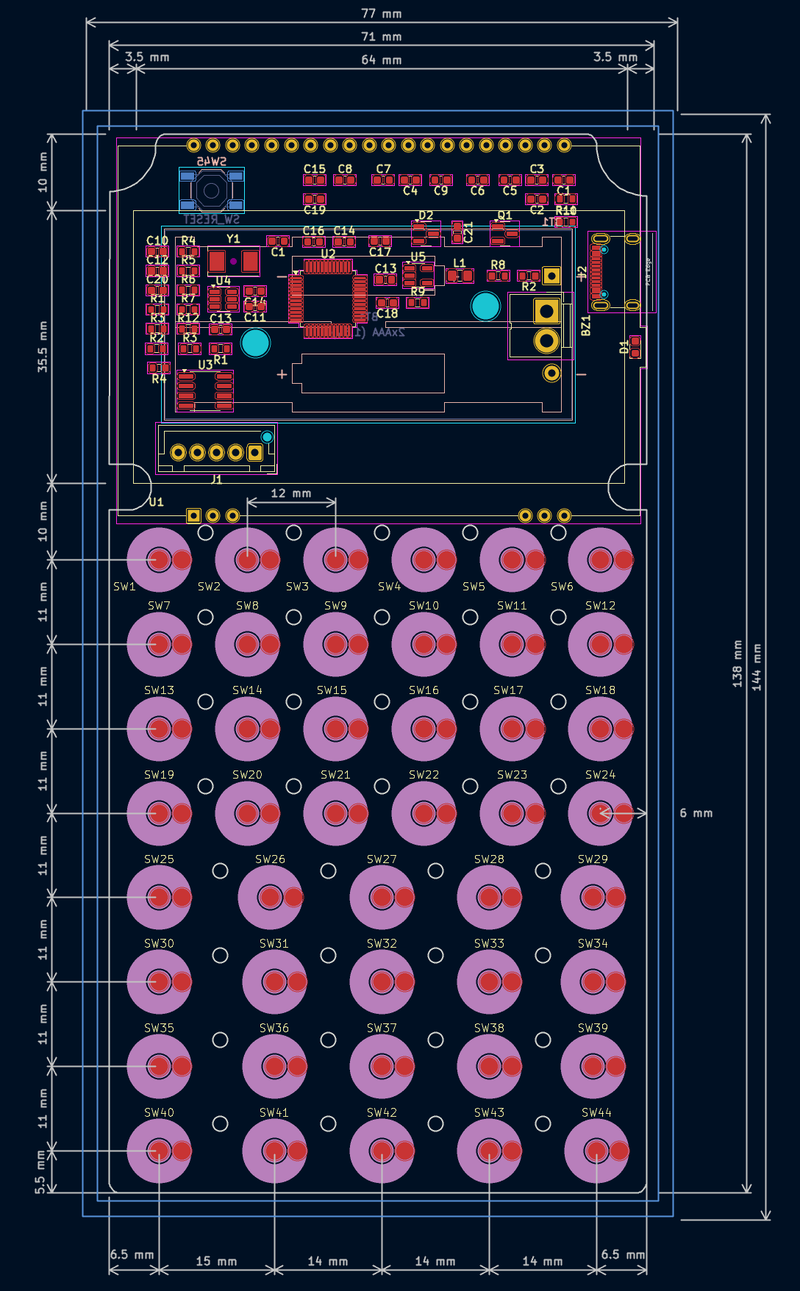 77 mm
71 mm
3.5 mm
64 mm
3.5 mm
SW45
C15
C8
C7
C4
C9
C6
C5
C3
C1
C19
C2
SW_RESET
R10
10 mm
D2
C21
Q1
C10
R4
Y1
C1
C16
C14
C17
U2
C12
R5
U4
C13
U5
L1
R8
R2
J2
C20
R6
C14
R9
R1
R7
C11
C18
BT1
2xAAA (1
BZ1
R3
R12
C13
R2
R3
R1
D1
R4
U3
35.5 mm
J1
U1
12 mm
10 mm
SW1
SW2
SW3
SW4
SW5
SW6
11 mm
SW7
SW8
SW9
SW10
SW11
SW12
11 mm
138 mm
144 mm
SW13
SW14
SW15
SW16
SW17
SW18
11 mm
SW19
SW20
SW21
SW22
SW23
SW24
6 mm
11 mm
SW25
SW26
SW27
SW28
SW29
11 mm
SW30
SW31
SW32
SW33
SW34
11 mm
SW35
SW36
SW37
SW38
SW39
11 mm
SW40
SW41
SW42
SW43
SW44
5.5 mm
6.5 mm
15 mm
14 mm
14 mm
14 mm
6.5 mm